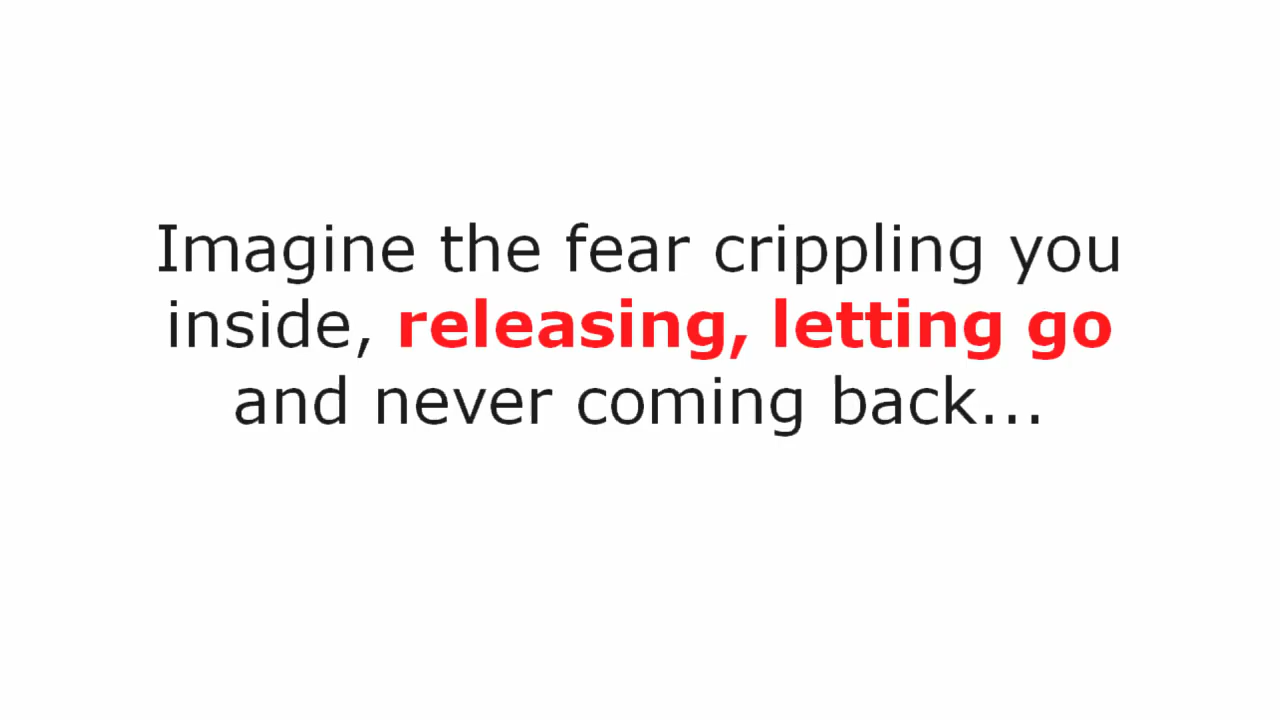 Imagine the fear crippling you
inside, releasing, letting go
and never coming back...